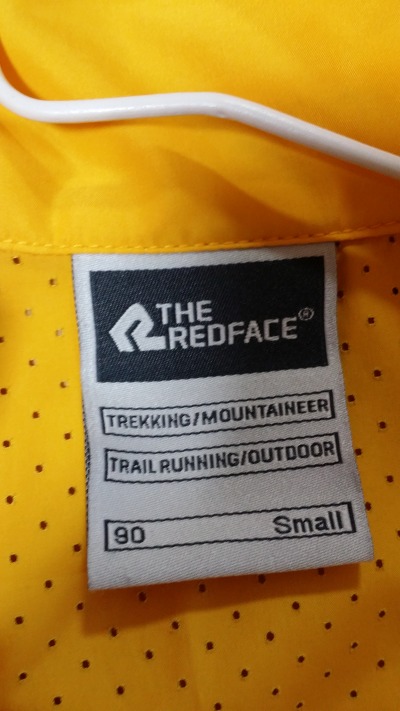 THE
REDFACE®
TREKKING/MOUNTAINEER
TRAIL RUNNING/OUTDOOR
90 Small